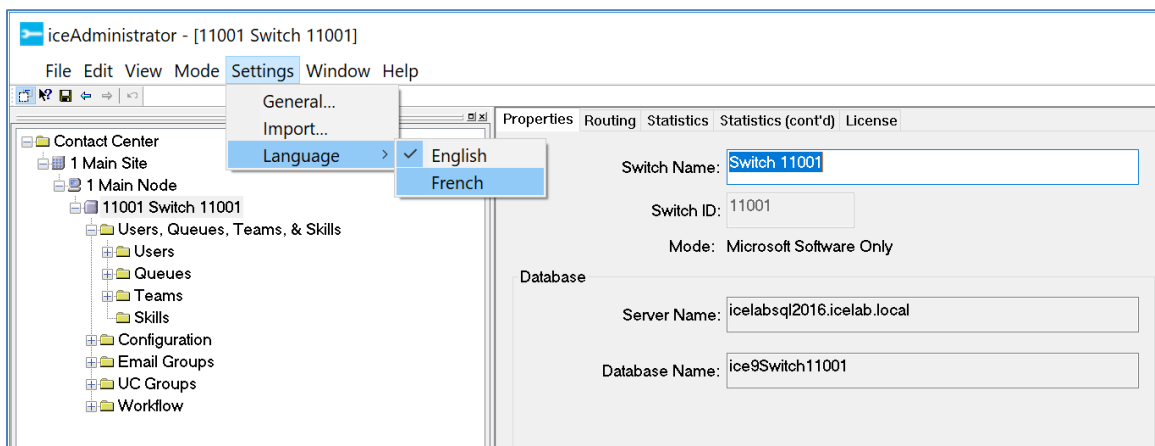 iceAdministrator - [11001 Switch 11001]
File Edit View Mode Settings Window Help
General...
Import...
Language
English
French
Contact Center
1 Main Site
1 Main Node
11001 Switch 11001
Users, Queues, Teams, & Skills
Users
Queues
Teams
Skills
Configuration
Email Groups
UC Groups
Workflow
Properties Routing Statistics Statistics (cont'd) License
Switch Name: Switch 11001
Switch ID: 11001
Mode: Microsoft Software Only
Database
Server Name: icelabsql2016.icelab.local
Database Name: ice9Switch11001